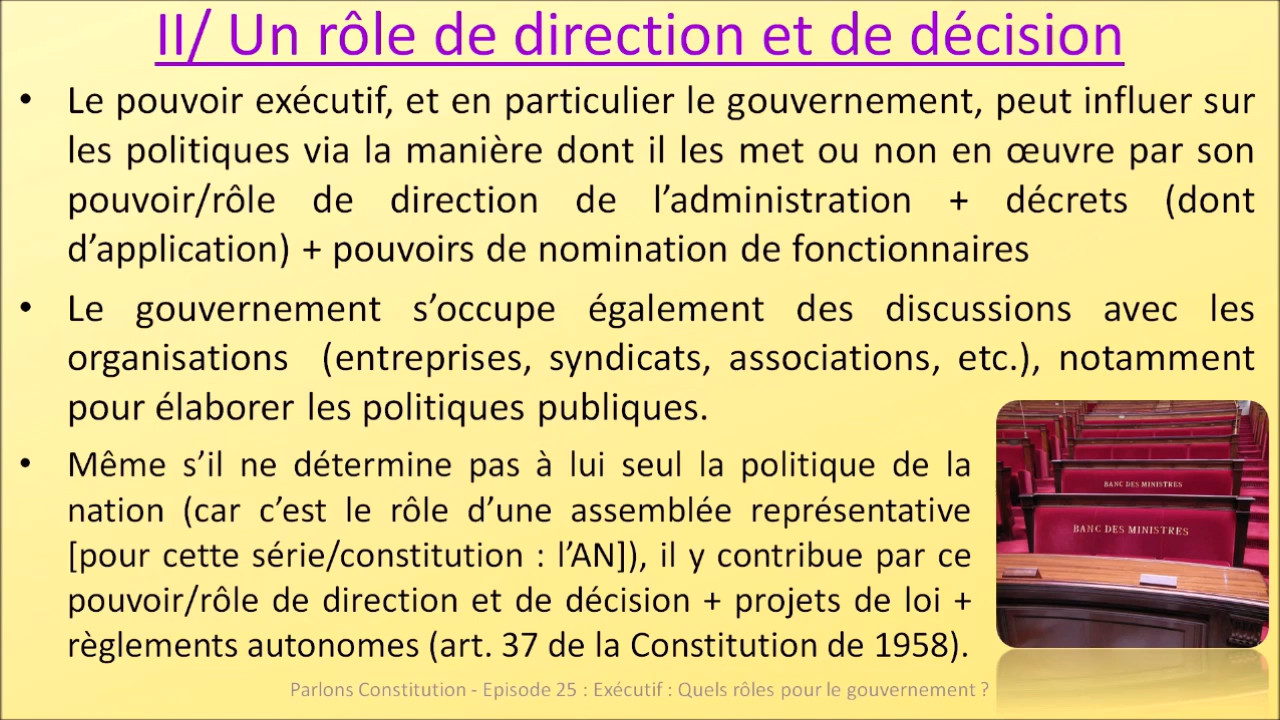 II/ Un rôle de direction et de décision
• Le pouvoir exécutif, et en particulier le gouvernement, peut influer sur
les politiques via la manière dont il les met ou non en œuvre par son
pouvoir/rôle de direction de l’administration + décrets (dont
d’application) + pouvoirs de nomination de fonctionnaires
• Le gouvernement s’occupe également des discussions avec les
organisations (entreprises, syndicats, associations, etc.), notamment
pour élaborer les politiques publiques.
• Même s’il ne détermine pas à lui seul la politique de la
nation (car c’est le rôle d’une assemblée représentative
[pour cette série/constitution : l’AN]), il y contribue par ce
pouvoir/rôle de direction et de décision + projets de loi +
règlements autonomes (art. 37 de la Constitution de 1958).
BANC DES MINISTRES
BANC DES MINISTRES
Parlons Constitution - Episode 25 : Exécutif : Quels rôles pour le gouvernement ?